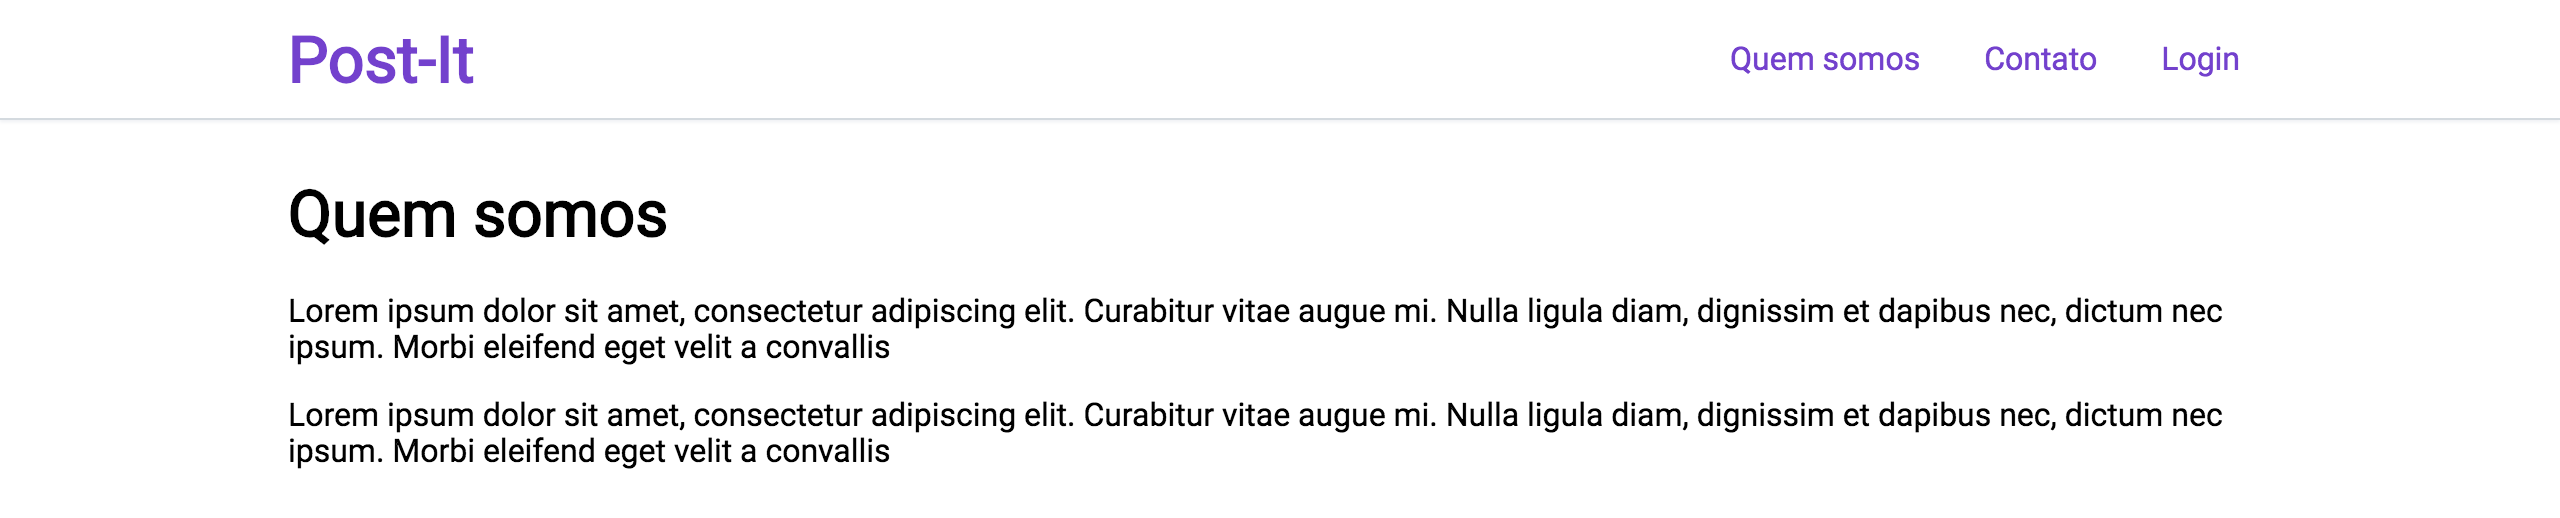 Post-It
Quem somos
Contato
Login
Quem somos
Lorem ipsum dolor sit amet, consectetur adipiscing elit. Curabitur vitae augue mi. Nulla ligula diam, dignissim et dapibus nec, dictum nec
ipsum. Morbi eleifend eget velit a convallis
Lorem ipsum dolor sit amet, consectetur adipiscing elit. Curabitur vitae augue mi. Nulla ligula diam, dignissim et dapibus nec, dictum nec
ipsum. Morbi eleifend eget velit a convallis